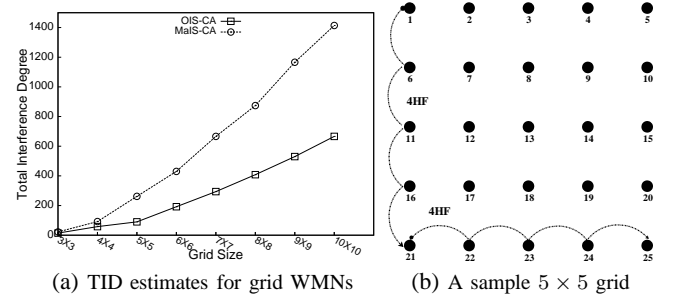 OIS-CA
MaIS-CA
1400
1200
1000
800
600
400
200
0
Total Interference Degree
3X3 4X4 5X5 6X6 7X7 8X8 9X9 10X10
Grid Size
(a) TID estimates for grid WMNs
1 2 3 4 5
6 7 8 9 10
4HF
11 12 13 14 15
16 17 18 19 20
4HF
21 22 23 24 25
(b) A sample 5 × 5 grid